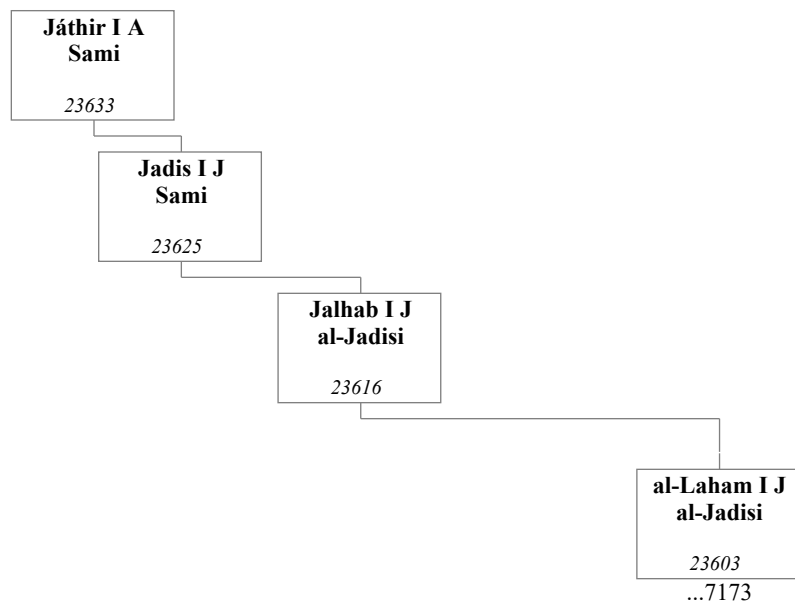 Játhir I A
Sami
23633
Jadis I J
Sami
23625
Jalhab I J
al-Jadisi
23616
al-Laham I J
al-Jadisi
23603
...7173